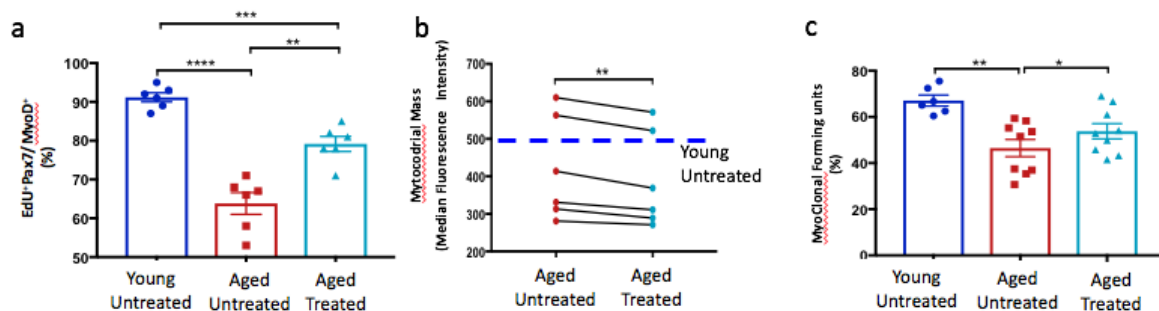 a
EdU⁺Pax7/ MyoD⁺
(%)
100
90
80
70
60
50
***
****
**
Young
Untreated
Aged
Untreated
Aged
Treated
b
Mytocodrial Mass
(Median Fluorescence Intensity)
700
600
500
400
300
200
**
Young
Untreated
Aged
Untreated
Aged
Treated
c
MyoClonal Forming units
(%)
80
60
40
20
0
**
*
Young
Untreated
Aged
Untreated
Aged
Treated